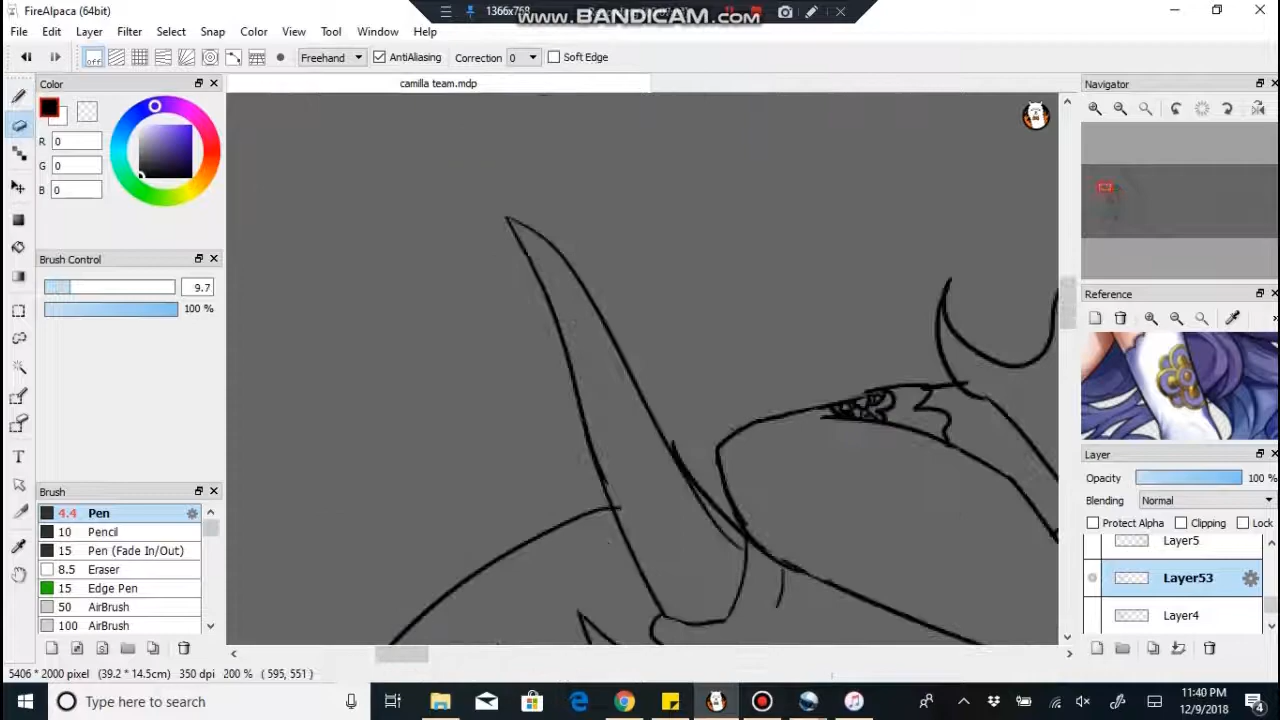 FireAlpaca (64bit)
1366x768
www.BANDICAM.com
File Edit Layer Filter Select Snap Color View Tool Window Help
off Freehand AntiAliasing Correction 0 Soft Edge
Color
camilla team.mdp
Navigator
R 0
G 0
B 0
Brush Control
9.7
100 %
Reference
Layer
Opacity 100 %
Blending Normal
Protect Alpha Clipping Lock
Layer5
Layer53
Layer4
Brush
4.4 Pen
10 Pencil
15 Pen (Fade In/Out)
8.5 Eraser
15 Edge Pen
50 AirBrush
100 AirBrush
5406 * 2000 pixel (39.2 * 14.5cm) 350 dpi 200 % ( 595, 551)
Type here to search
11:40 PM
12/9/2018
4